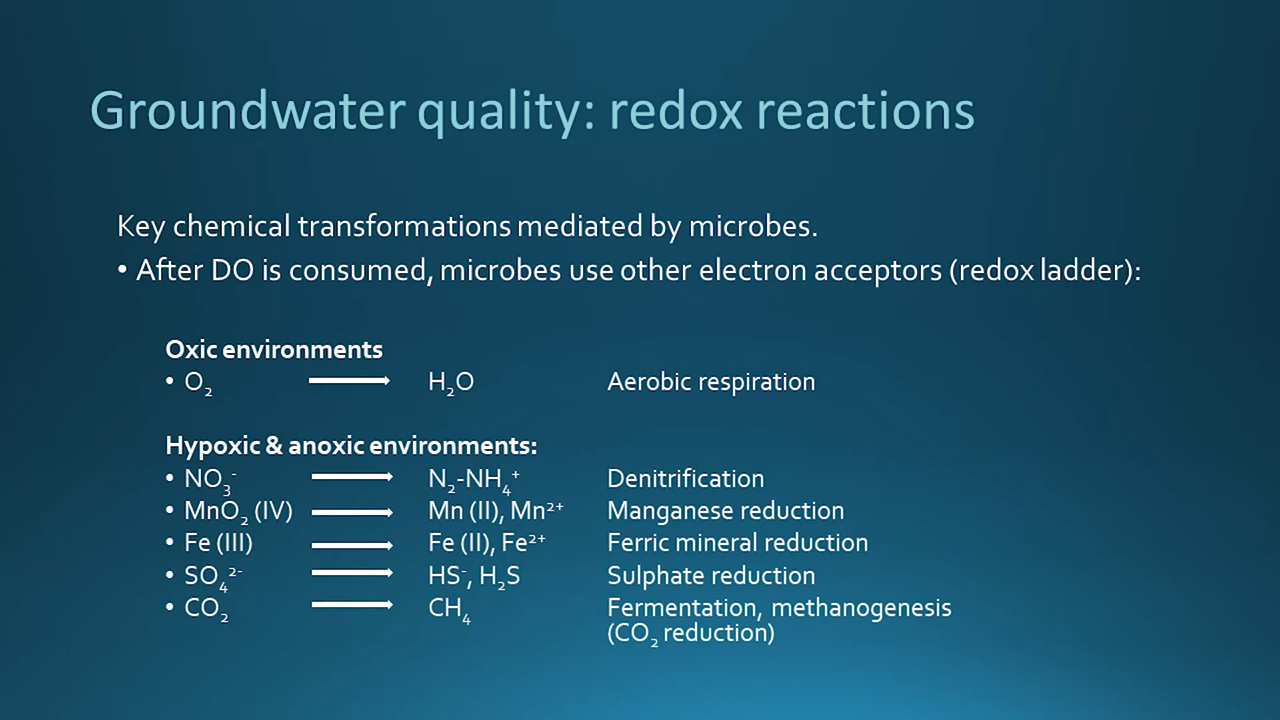 Groundwater quality: redox reactions
Key chemical transformations mediated by microbes.
• After DO is consumed, microbes use other electron acceptors (redox ladder):
Oxic environments
• O₂ → H₂O Aerobic respiration
Hypoxic & anoxic environments:
• NO₃⁻ → N₂-NH₄⁺ Denitrification
• MnO₂ (IV) → Mn (II), Mn²⁺ Manganese reduction
• Fe (III) → Fe (II), Fe²⁺ Ferric mineral reduction
• SO₄²⁻ → HS⁻, H₂S Sulphate reduction
• CO₂ → CH₄ Fermentation, methanogenesis
(CO₂ reduction)